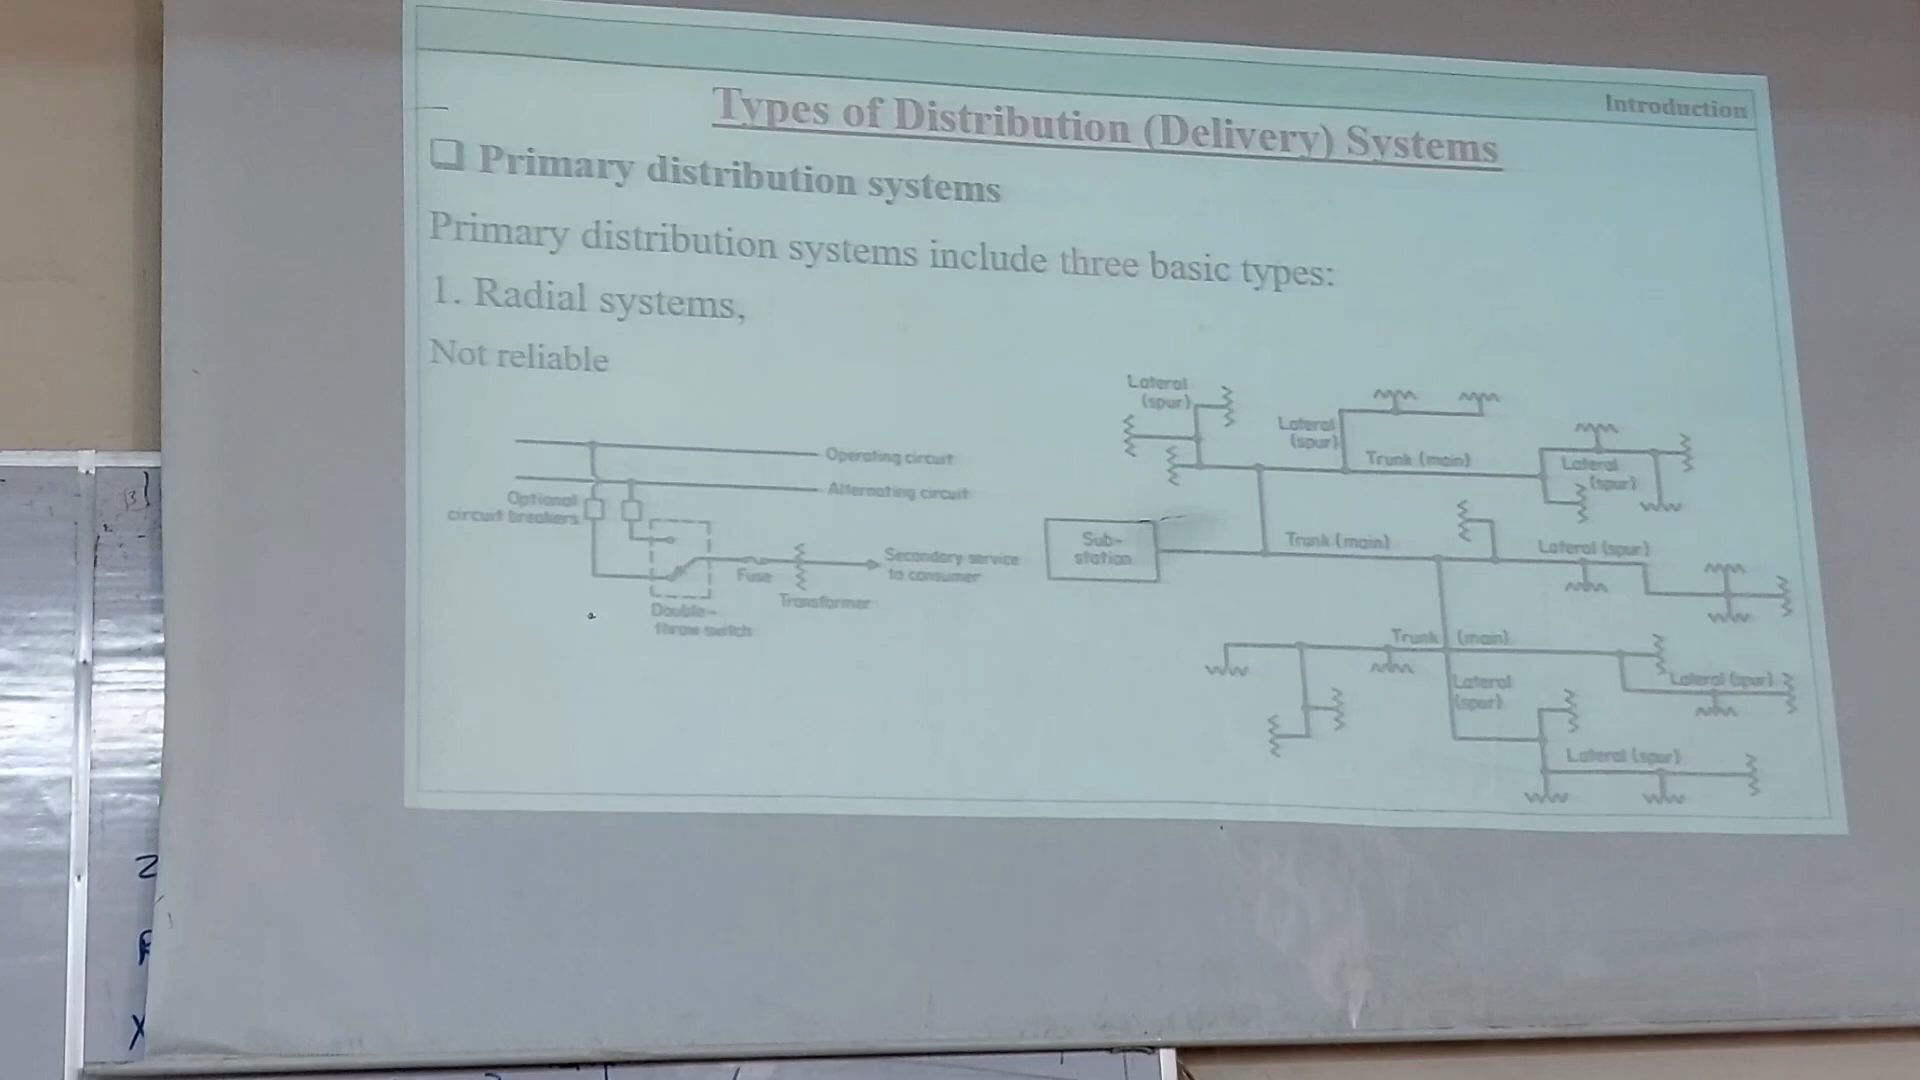 Introduction
Types of Distribution (Delivery) Systems
❑ Primary distribution systems
Primary distribution systems include three basic types:
1. Radial systems,
Not reliable
Operating circuit
Alternating circuit
Optional
circuit breakers
Secondary service
to consumer
Fuse
Transformer
Double-
throw switch
Lateral
(spur)
Lateral
(spur)
Trunk (main)
Lateral
(spur)
Sub-
station
Trunk (main)
Lateral (spur)
Trunk (main)
Lateral
(spur)
Lateral (spur)
Lateral (spur)
Z
R
X